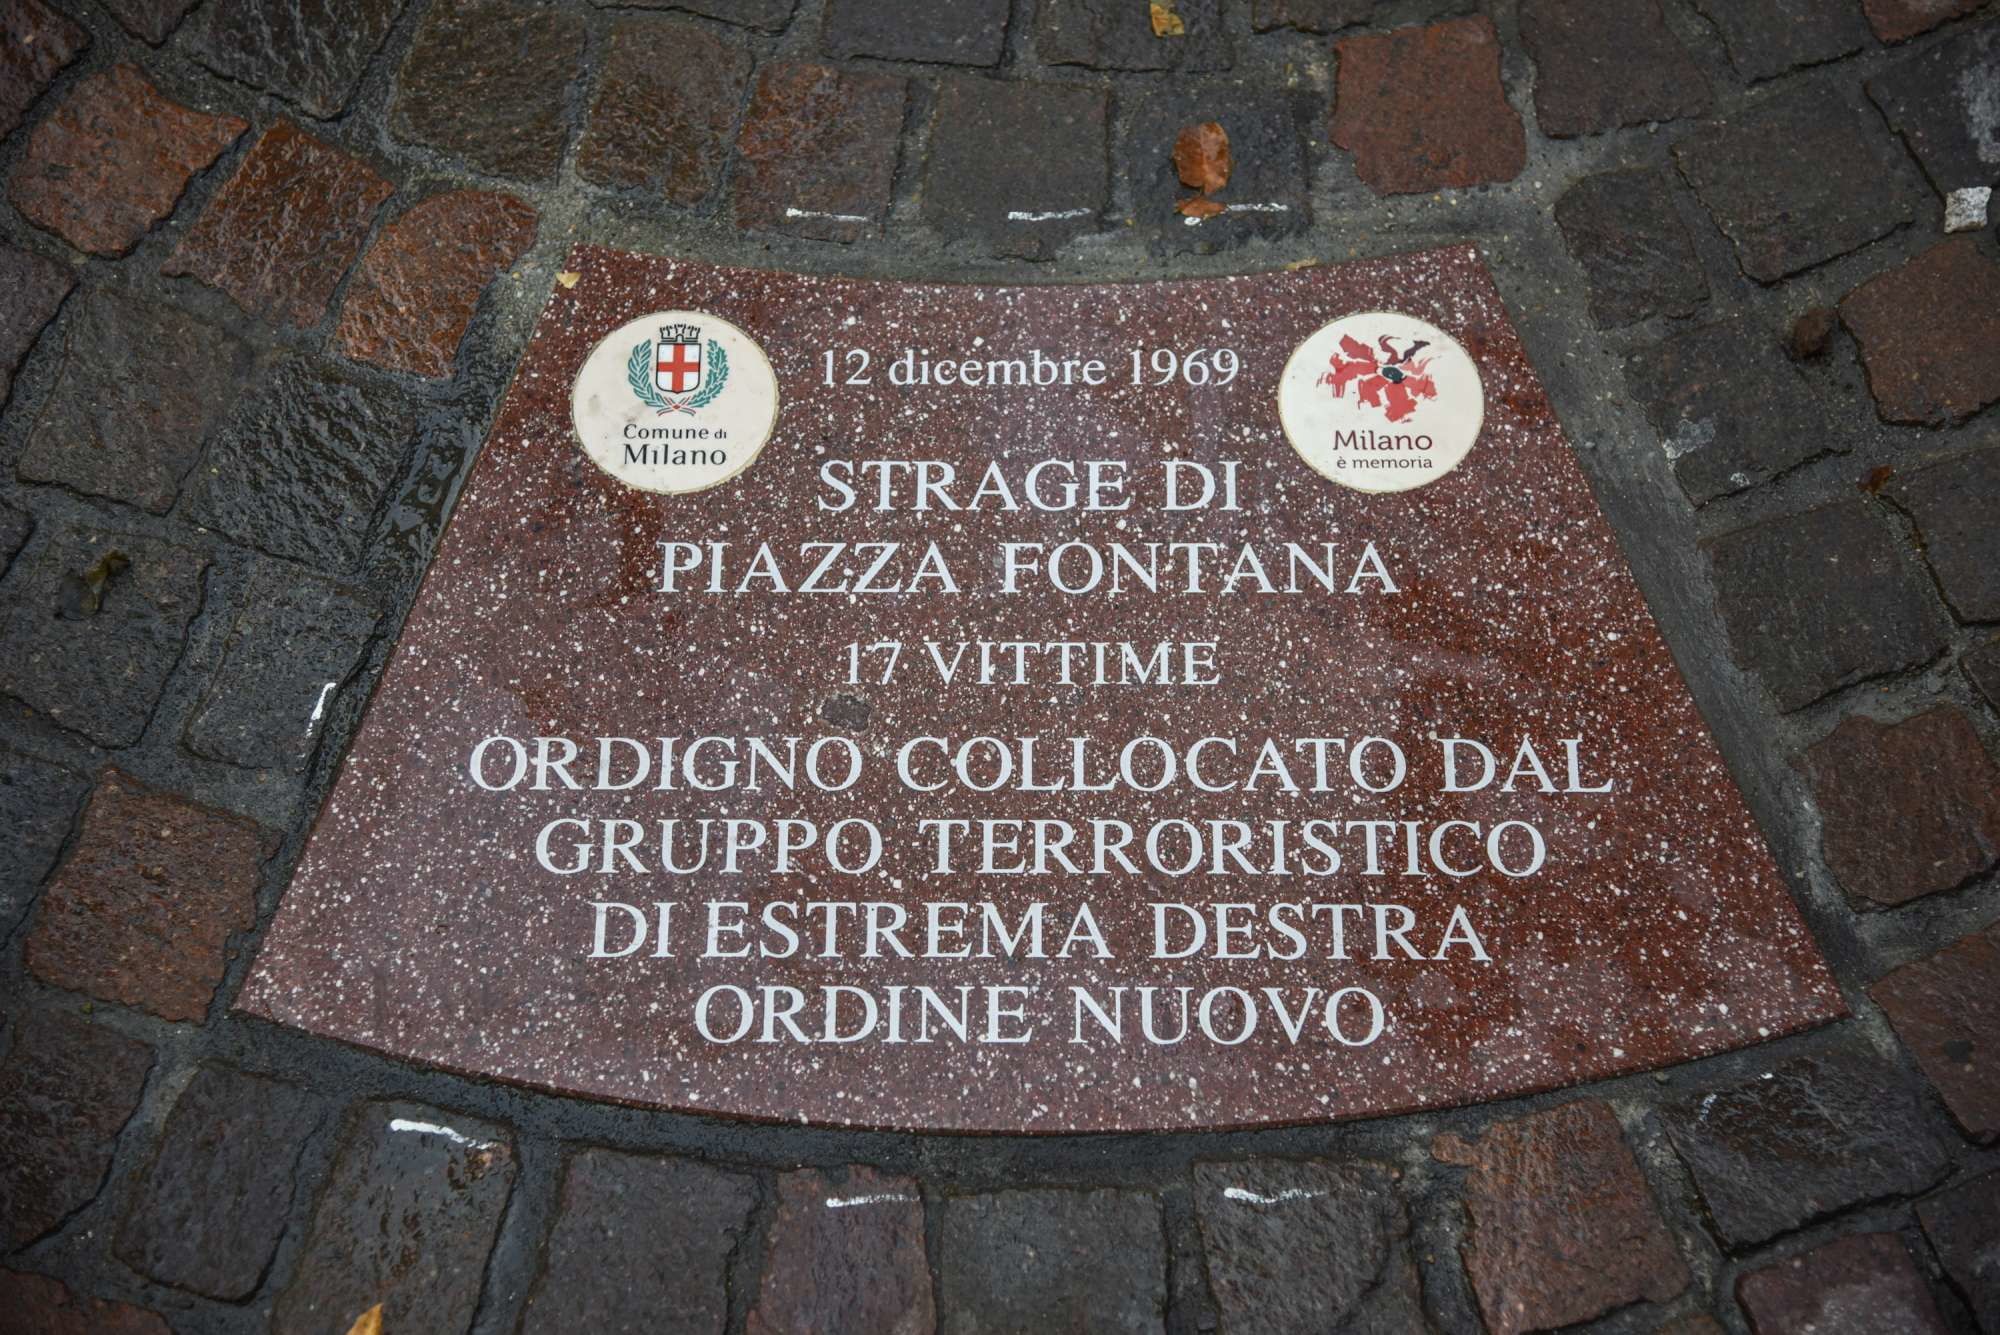 Comune di
Milano
12 dicembre 1969
Milano
è memoria
STRAGE DI
PIAZZA FONTANA
17 VITTIME
ORDIGNO COLLOCATO DAL
GRUPPO TERRORISTICO
DI ESTREMA DESTRA
ORDINE NUOVO